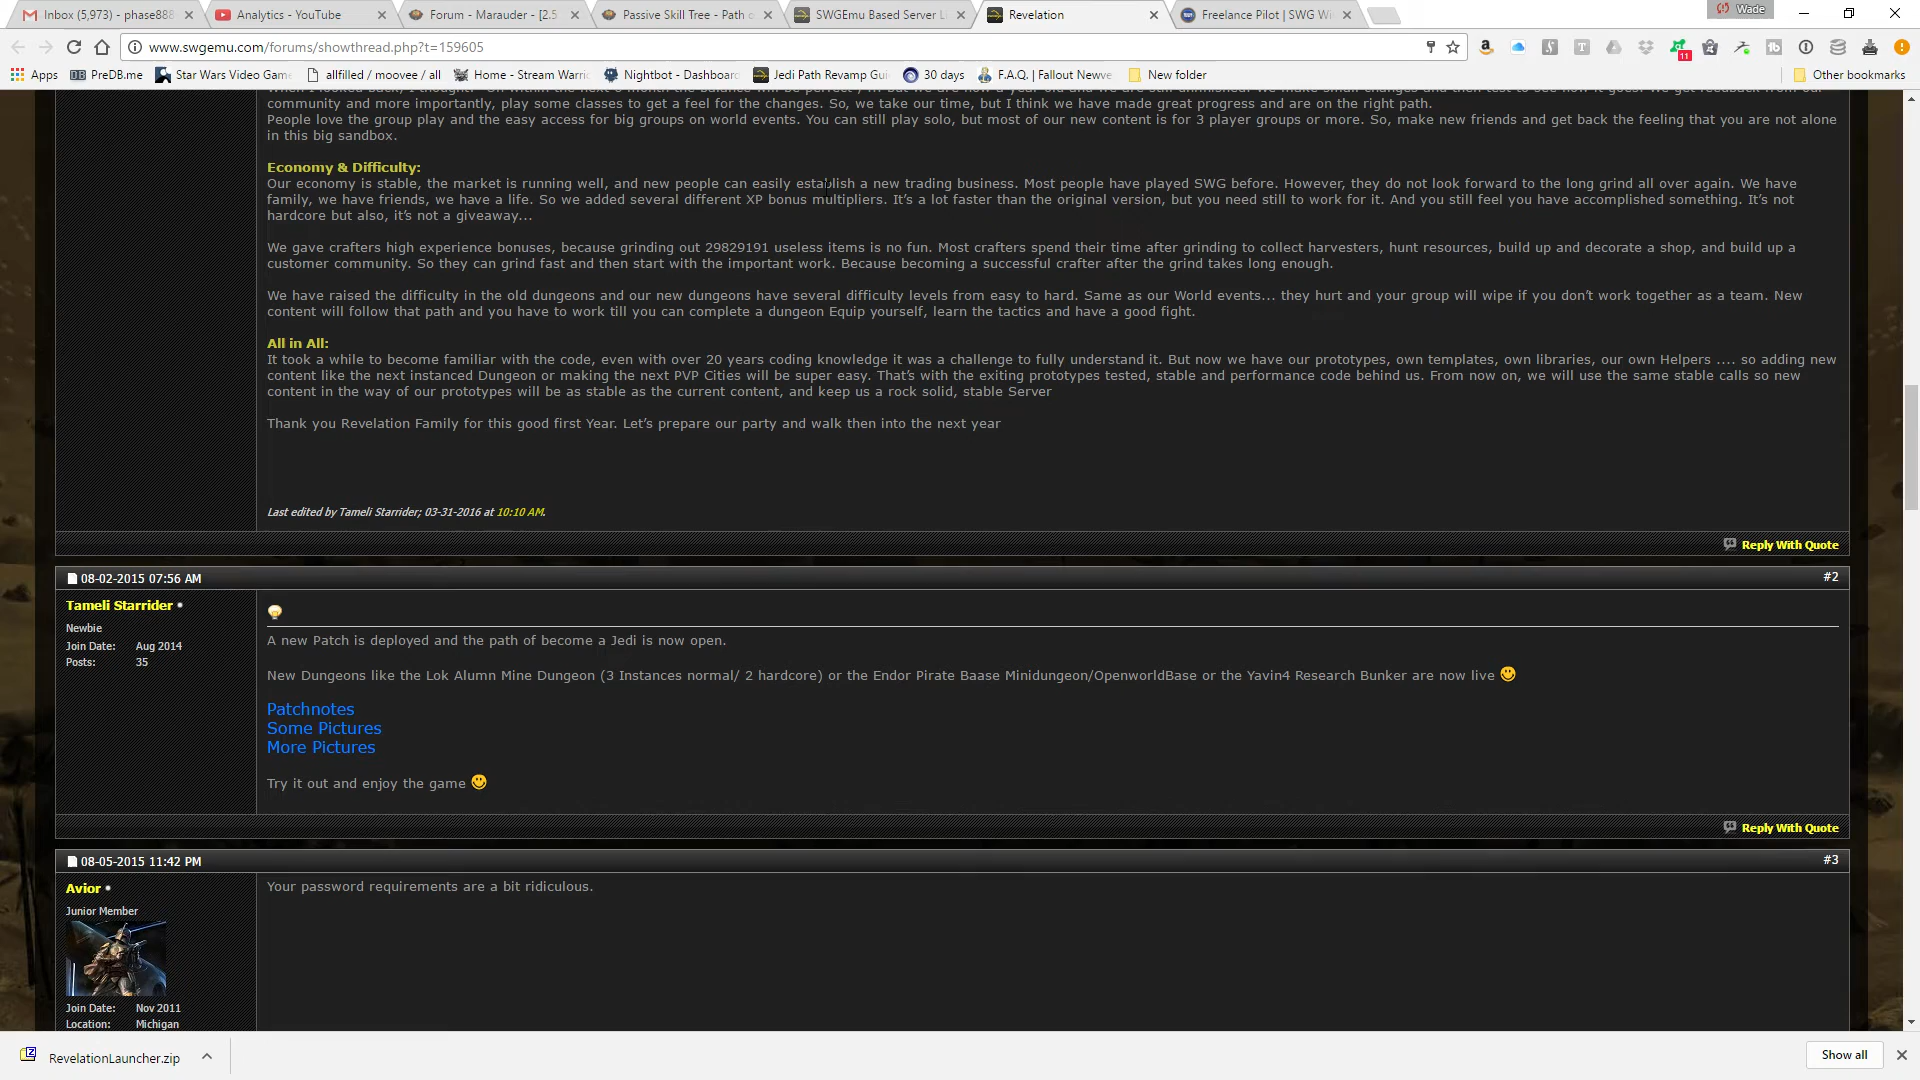 Inbox (5,973) - phase888
Analytics - YouTube
Forum - Marauder - [2.5
Passive Skill Tree - Path o
SWGEmu Based Server Li
Revelation
Freelance Pilot | SWG Wi
Wade
www.swgemu.com/forums/showthread.php?t=159605
11
Apps
PreDB.me
Star Wars Video Game
allfilled / moovee / all
Home - Stream Warrio
Nightbot - Dashboard
Jedi Path Revamp Gui
30 days
F.A.Q. | Fallout Newve
New folder
Other bookmarks
community and more importantly, play some classes to get a feel for the changes. So, we take our time, but I think we have made great progress and are on the right path.
People love the group play and the easy access for big groups on world events. You can still play solo, but most of our new content is for 3 player groups or more. So, make new friends and get back the feeling that you are not alone
in this big sandbox.
Economy & Difficulty:
Our economy is stable, the market is running well, and new people can easily establish a new trading business. Most people have played SWG before. However, they do not look forward to the long grind all over again. We have
family, we have friends, we have a life. So we added several different XP bonus multipliers. It’s a lot faster than the original version, but you need still to work for it. And you still feel you have accomplished something. It’s not
hardcore but also, it’s not a giveaway...
We gave crafters high experience bonuses, because grinding out 29829191 useless items is no fun. Most crafters spend their time after grinding to collect harvesters, hunt resources, build up and decorate a shop, and build up a
customer community. So they can grind fast and then start with the important work. Because becoming a successful crafter after the grind takes long enough.
We have raised the difficulty in the old dungeons and our new dungeons have several difficulty levels from easy to hard. Same as our World events... they hurt and your group will wipe if you don’t work together as a team. New
content will follow that path and you have to work till you can complete a dungeon Equip yourself, learn the tactics and have a good fight.
All in All:
It took a while to become familiar with the code, even with over 20 years coding knowledge it was a challenge to fully understand it. But now we have our prototypes, own templates, own libraries, our own Helpers .... so adding new
content like the next instanced Dungeon or making the next PVP Cities will be super easy. That’s with the exiting prototypes tested, stable and performance code behind us. From now on, we will use the same stable calls so new
content in the way of our prototypes will be as stable as the current content, and keep us a rock solid, stable Server
Thank you Revelation Family for this good first Year. Let’s prepare our party and walk then into the next year
Last edited by Tameli Starrider; 03-31-2016 at 10:10 AM.
Reply With Quote
08-02-2015 07:56 AM
#2
Tameli Starrider
Newbie
Join Date: Aug 2014
Posts: 35
A new Patch is deployed and the path of become a Jedi is now open.
New Dungeons like the Lok Alumn Mine Dungeon (3 Instances normal/ 2 hardcore) or the Endor Pirate Baase Minidungeon/OpenworldBase or the Yavin4 Research Bunker are now live
Patchnotes
Some Pictures
More Pictures
Try it out and enjoy the game
Reply With Quote
08-05-2015 11:42 PM
#3
Avior
Junior Member
Join Date: Nov 2011
Location: Michigan
Your password requirements are a bit ridiculous.
RevelationLauncher.zip
Show all